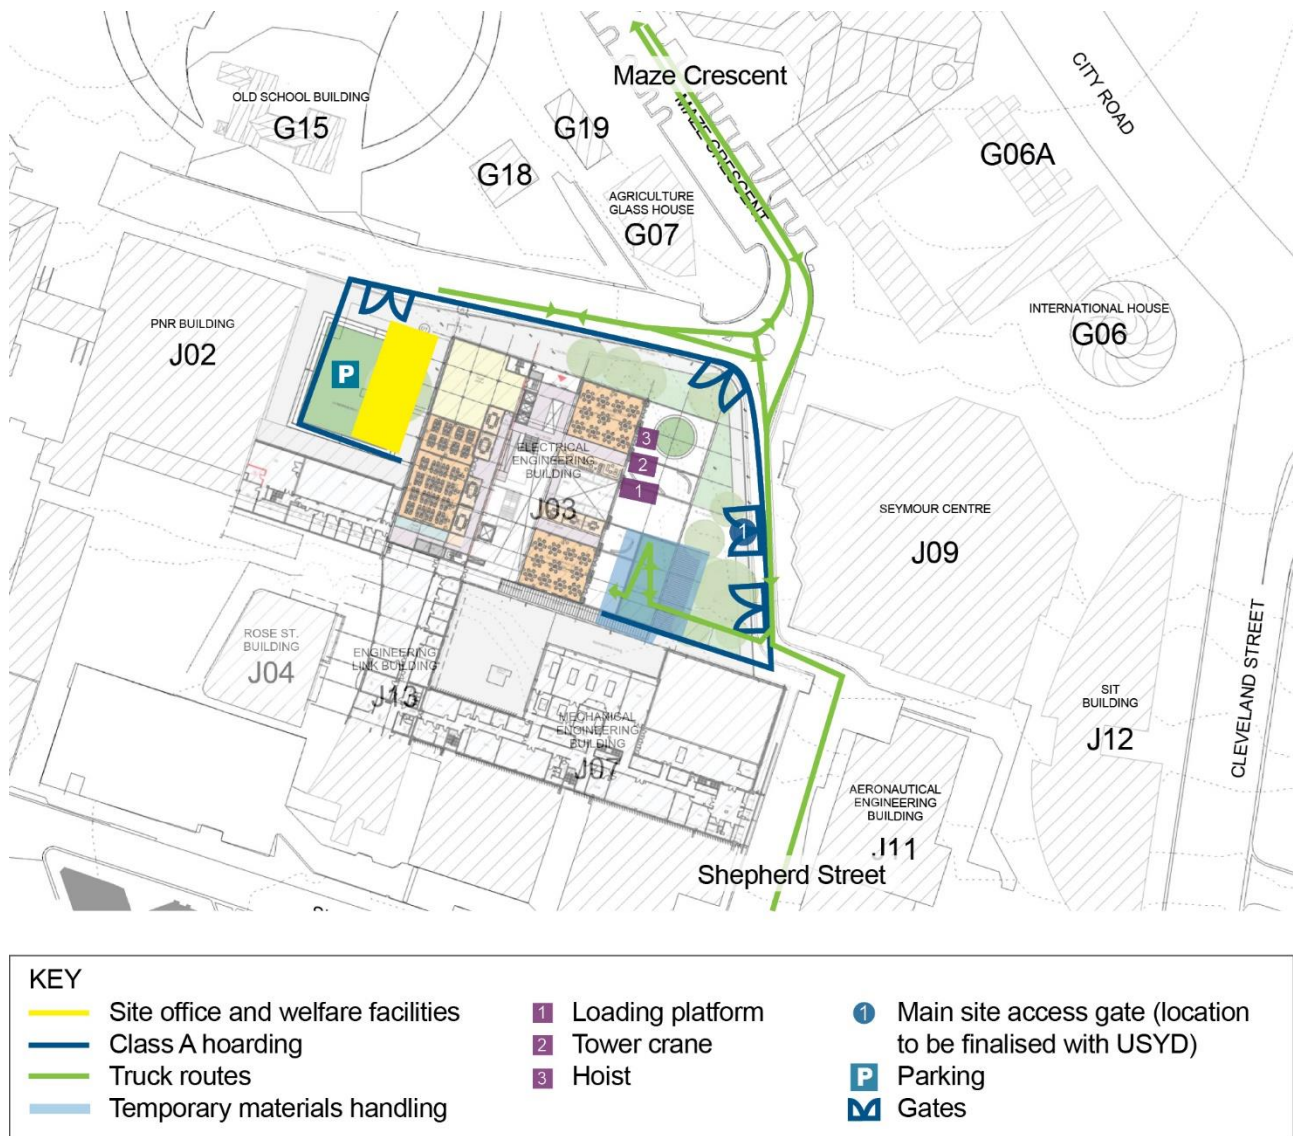 Maze Crescent
MAZE CRESCENT
CITY ROAD
OLD SCHOOL BUILDING
G15
G19
G18
G06A
AGRICULTURE
GLASS HOUSE
G07
INTERNATIONAL HOUSE
G06
PNR BUILDING
J02
P
3
2
1
ELECTRICAL
ENGINEERING
BUILDING
J03
1
SEYMOUR CENTRE
J09
ROSE ST.
BUILDING
J04
ENGINEERING
LINK BUILDING
J13
MECHANICAL
ENGINEERING
BUILDING
J07
SIT
BUILDING
J12
CLEVELAND STREET
AERONAUTICAL
ENGINEERING
BUILDING
J11
Shepherd Street
KEY
Site office and welfare facilities
Class A hoarding
Truck routes
Temporary materials handling
1 Loading platform
2 Tower crane
3 Hoist
1 Main site access gate (location
to be finalised with USYD)
P Parking
Gates